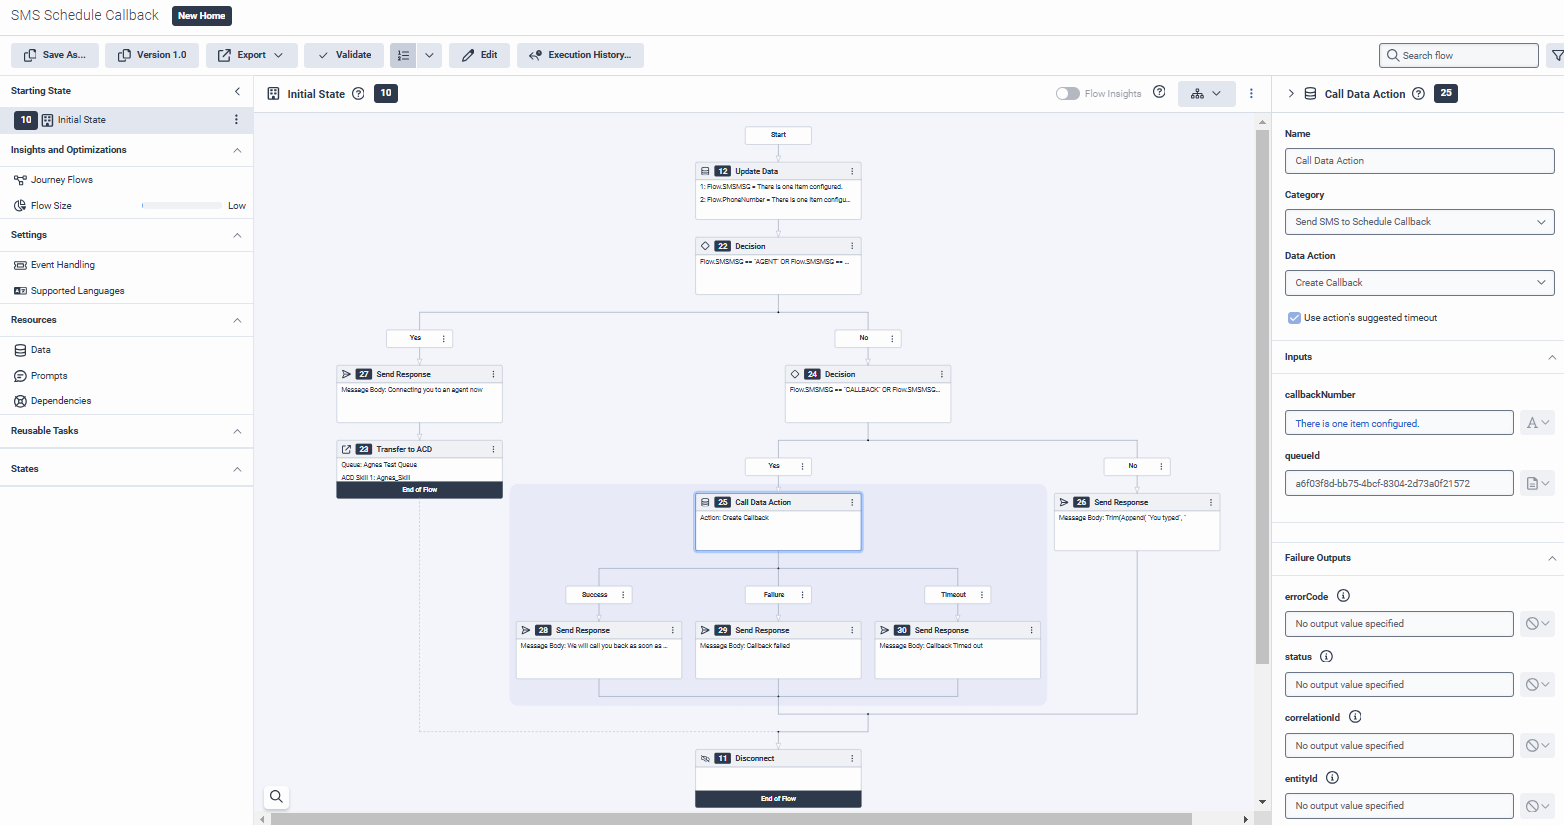 SMS Schedule Callback
New Home
Save As...
Version 1.0
Export
Validate
Edit
Execution History...
Search flow
Starting State
10 Initial State
Insights and Optimizations
Journey Flows
Flow Size Low
Settings
Event Handling
Supported Languages
Resources
Data
Prompts
Dependencies
Reusable Tasks
States
Initial State 10
Flow Insights
Start
12 Update Data
1: Flow.SMSMSG = There is one item configured.
2: Flow.PhoneNumber = There is one item configu...
22 Decision
Flow.SMSMSG == "AGENT" OR Flow.SMSMSG == ...
Yes
No
27 Send Response
Message Body: Connecting you to an agent now
24 Decision
Flow.SMSMSG == "CALLBACK" OR Flow.SMSMSG...
23 Transfer to ACD
Queue: Agnes Test Queue
ACD Skill 1: Agnes_Skill
End of Flow
Yes
No
25 Call Data Action
Action: Create Callback
26 Send Response
Message Body: Trim(Append( "You typed", "
Success
Failure
Timeout
28 Send Response
Message Body: We will call you back as soon as ...
29 Send Response
Message Body: Callback failed
30 Send Response
Message Body: Callback Timed out
11 Disconnect
End of Flow
Call Data Action 25
Name
Call Data Action
Category
Send SMS to Schedule Callback
Data Action
Create Callback
Use action's suggested timeout
Inputs
callbackNumber
There is one item configured.
A
queueId
a6f03f8d-bb75-4bcf-8304-2d73a0f21572
Failure Outputs
errorCode
No output value specified
status
No output value specified
correlationId
No output value specified
entityId
No output value specified